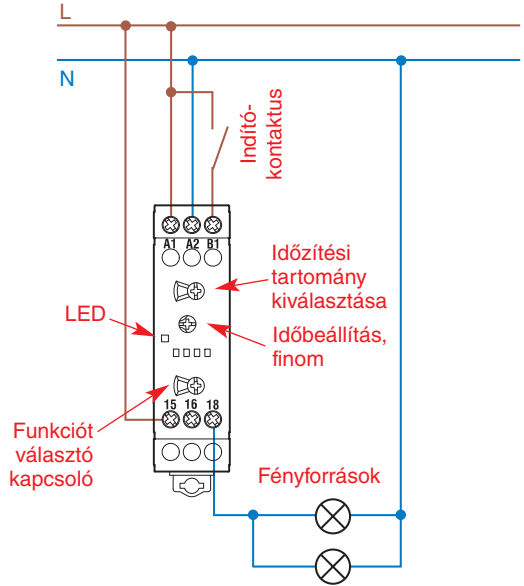 L
N
Indító-
kontaktus
A1 A2 B1
Időzítési
tartomány
kiválasztása
LED
Időbeállítás,
finom
15 16 18
Funkciót
választó
kapcsoló
Fényforrások